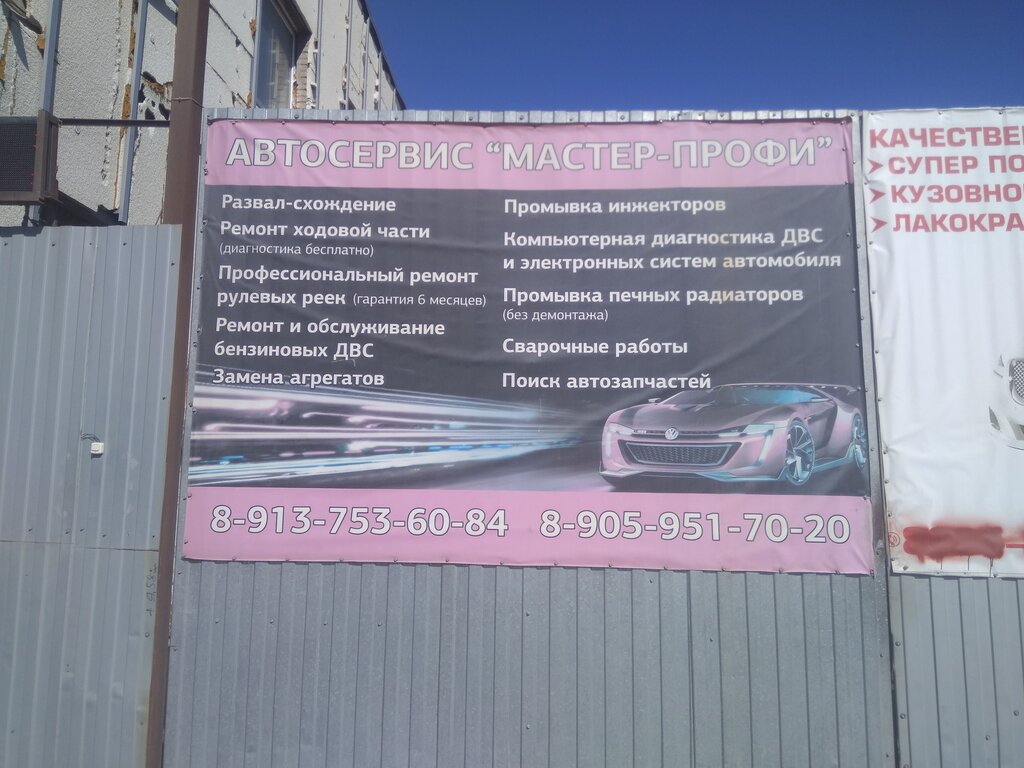 АВТОСЕРВИС “МАСТЕР-ПРОФИ”
Развал-схождение
Ремонт ходовой части
(диагностика бесплатно)
Профессиональный ремонт
рулевых реек (гарантия 6 месяцев)
Ремонт и обслуживание
бензиновых ДВС
Замена агрегатов
Промывка инжекторов
Компьютерная диагностика ДВС
и электронных систем автомобиля
Промывка печных радиаторов
(без демонтажа)
Сварочные работы
Поиск автозапчастей
8-913-753-60-84 8-905-951-70-20
КАЧЕСТВЕ
СУПЕР ПО
КУЗОВНО
ЛАКОКРА